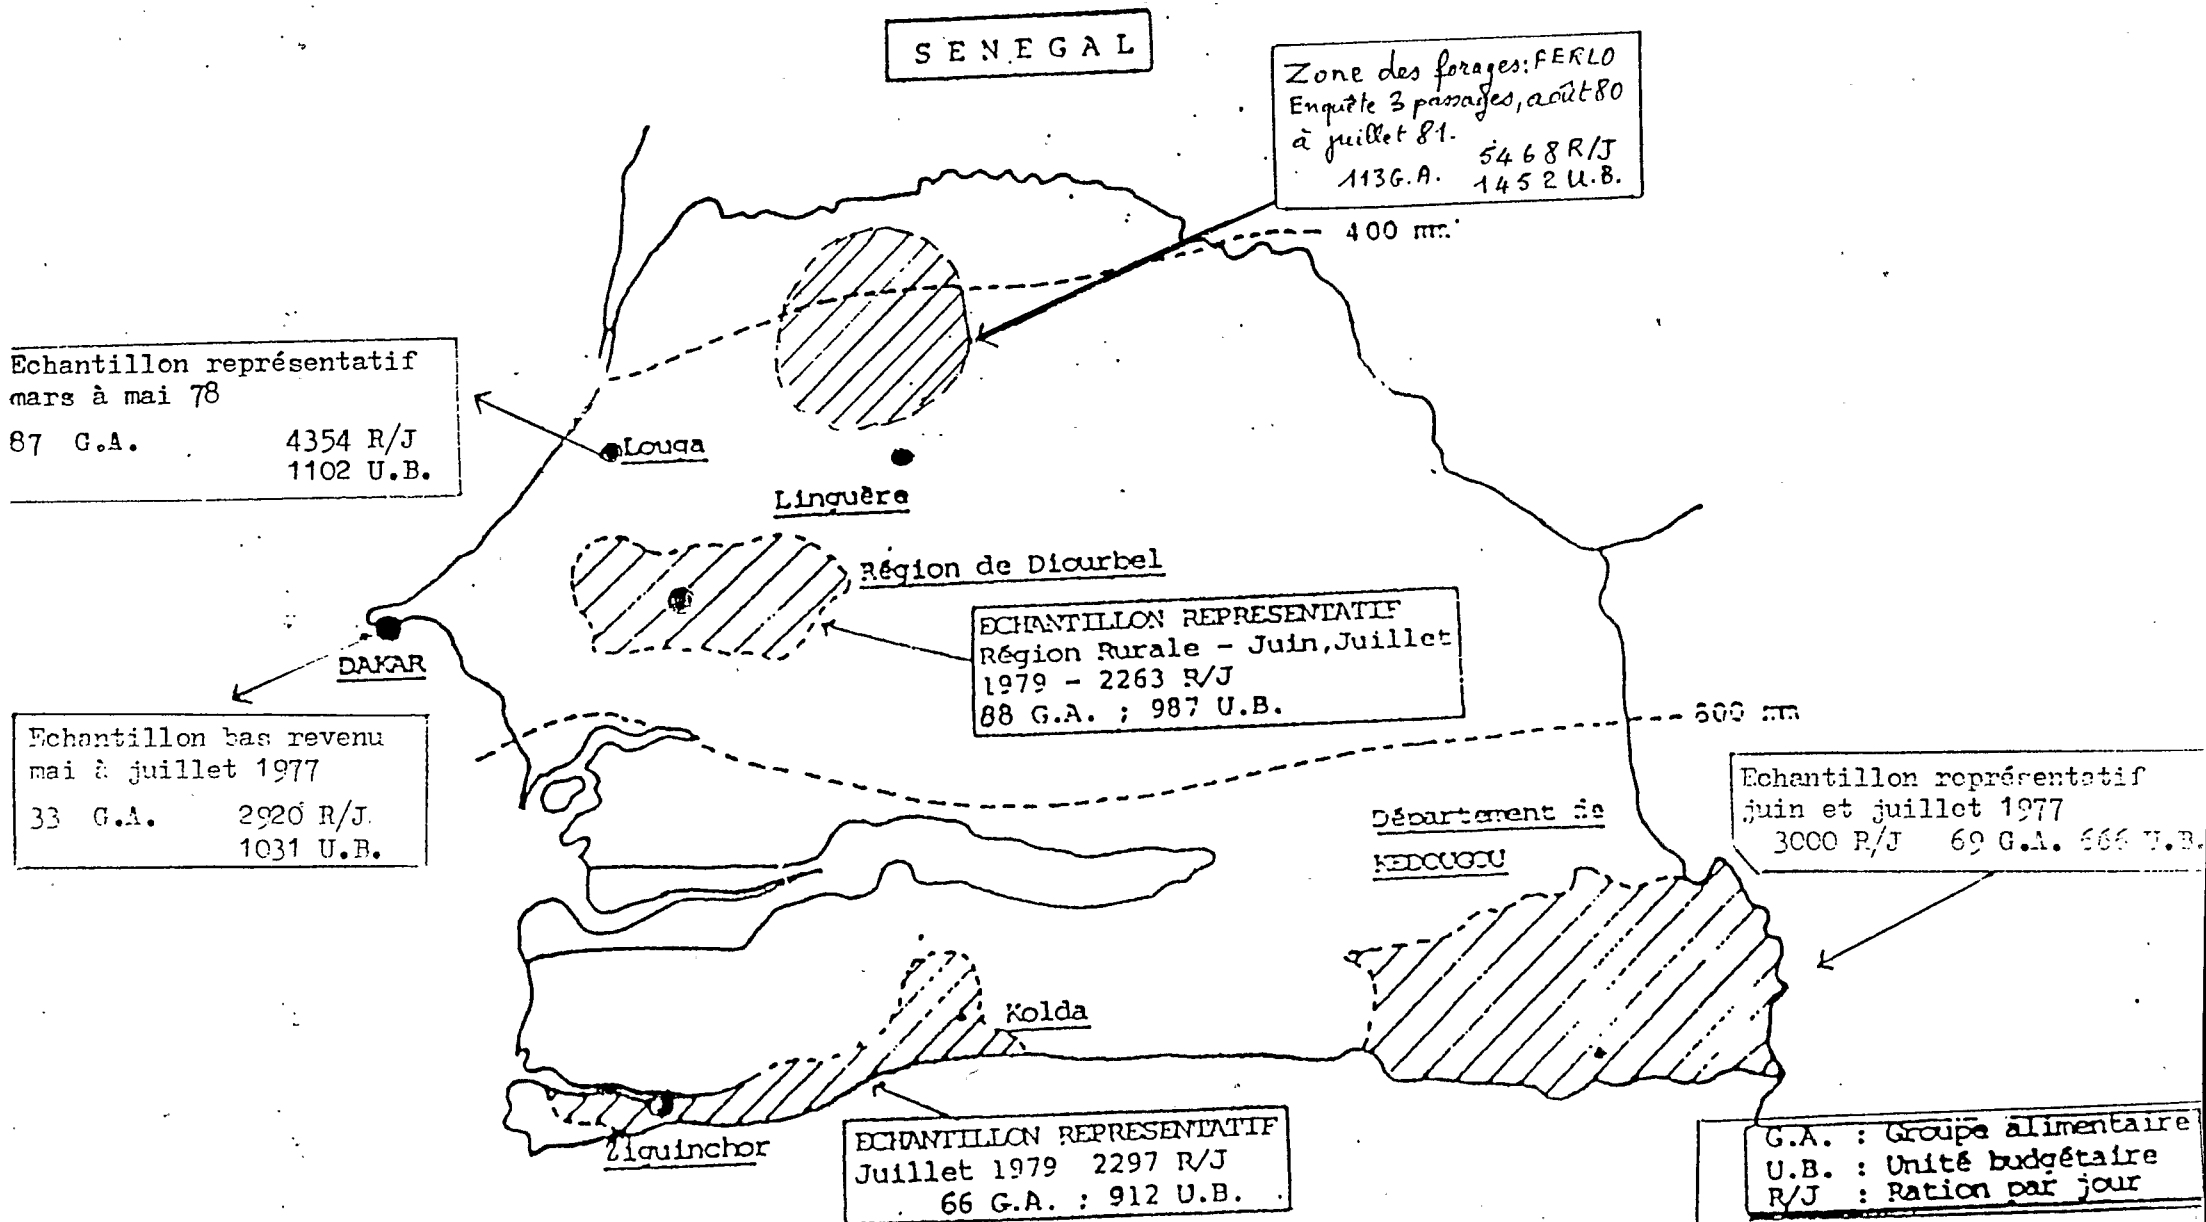 SENEGAL
Zone des forages: FERLO
Enquête 3 passages, août 80
à juillet 81.
5468 R/J
113 G.A. 1452 U.B.
400 mm
Echantillon représentatif
mars à mai 78
87 G.A. 4354 R/J
1102 U.B.
Louga
Linguère
Région de Diourbel
ECHANTILLON REPRESENTATIF
Région Rurale - Juin, Juillet
1979 - 2263 R/J
88 G.A. ; 987 U.B.
DAKAR
Echantillon bas revenu
mai à juillet 1977
33 G.A. 2920 R/J.
1031 U.B.
mm
Echantillon représentatif
juin et juillet 1977
3000 R/J 69 G.A. 666 U.B.
Département de
KEDOUGOU
Kolda
Ziguinchor
ECHANTILLON REPRESENTATIF
Juillet 1979 2297 R/J
66 G.A. ; 912 U.B.
G.A. : Groupe alimentaire
U.B. : Unité budgétaire
R/J : Ration par jour